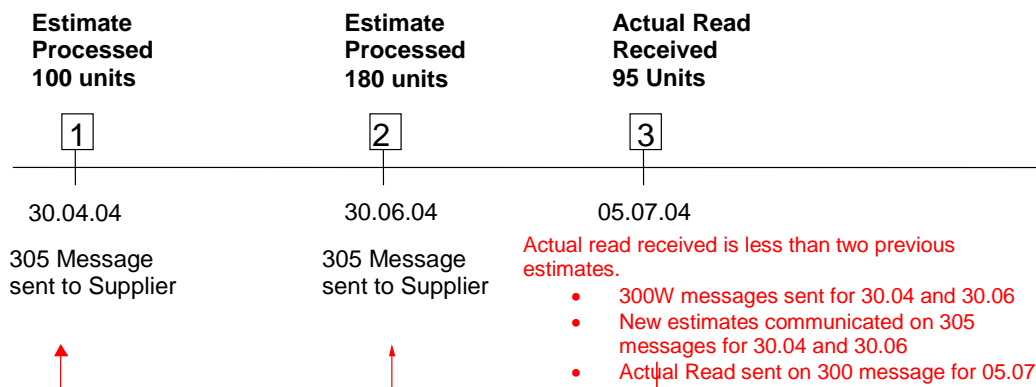 Estimate
Processed
100 units
Estimate
Processed
180 units
Actual Read
Received
95 Units
1
2
3
30.04.04
30.06.04
05.07.04
305 Message
sent to Supplier
305 Message
sent to Supplier
Actual read received is less than two previous
estimates.
• 300W messages sent for 30.04 and 30.06
• New estimates communicated on 305
messages for 30.04 and 30.06
• Actual Read sent on 300 message for 05.07